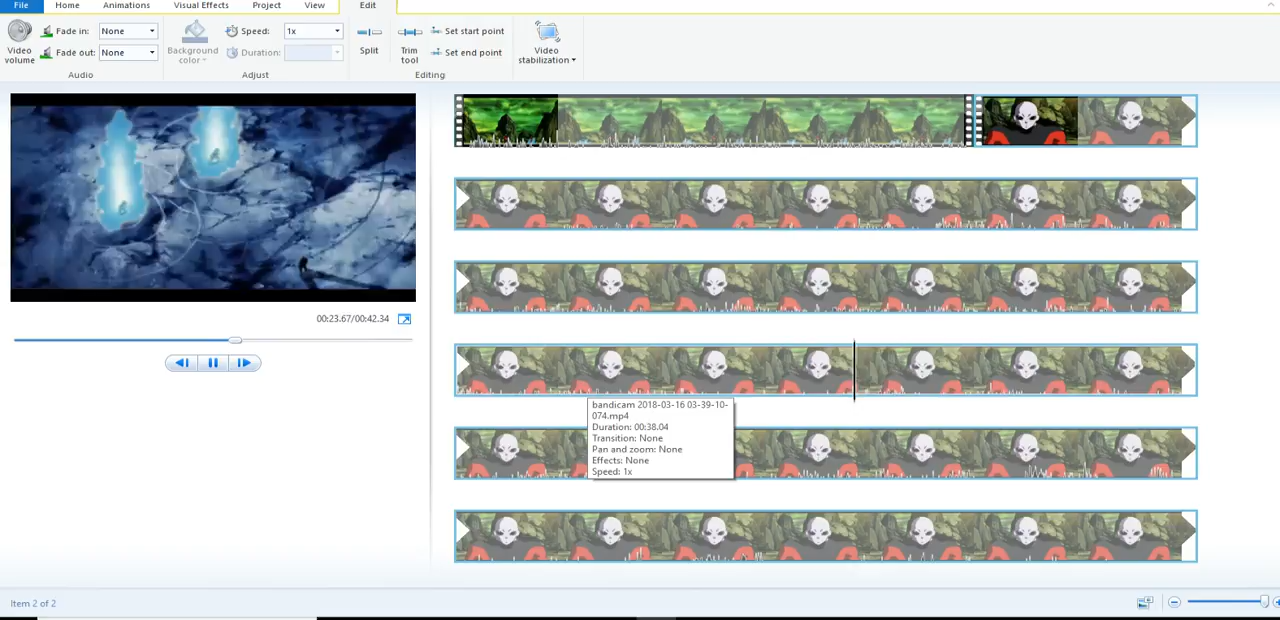 File Home Animations Visual Effects Project View Edit
Fade in: None Speed: 1x Set start point
Video volume Fade out: None Background color Duration: Split Trim tool Set end point Video stabilization
Audio Adjust Editing
00:23.67/00:42.34
bandicam 2018-03-16 03-39-10-
074.mp4
Duration: 00:38.04
Transition: None
Pan and zoom: None
Effects: None
Speed: 1x
Item 2 of 2